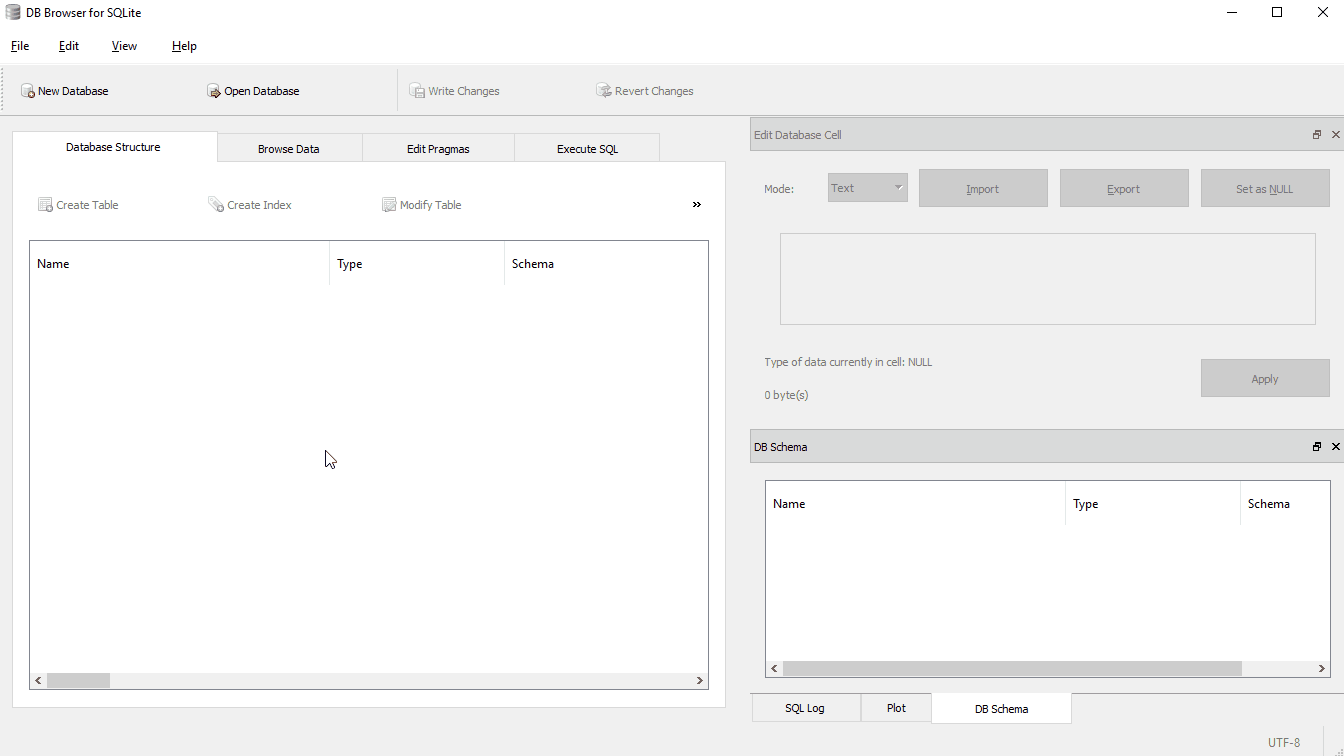 DB Browser for SQLite
File Edit View Help
New Database Open Database Write Changes Revert Changes
Database Structure Browse Data Edit Pragmas Execute SQL
Create Table Create Index Modify Table »
Name Type Schema
Edit Database Cell
Mode: Text Import Export Set as NULL
Type of data currently in cell: NULL
0 byte(s)
Apply
DB Schema
Name Type Schema
SQL Log Plot DB Schema
UTF-8